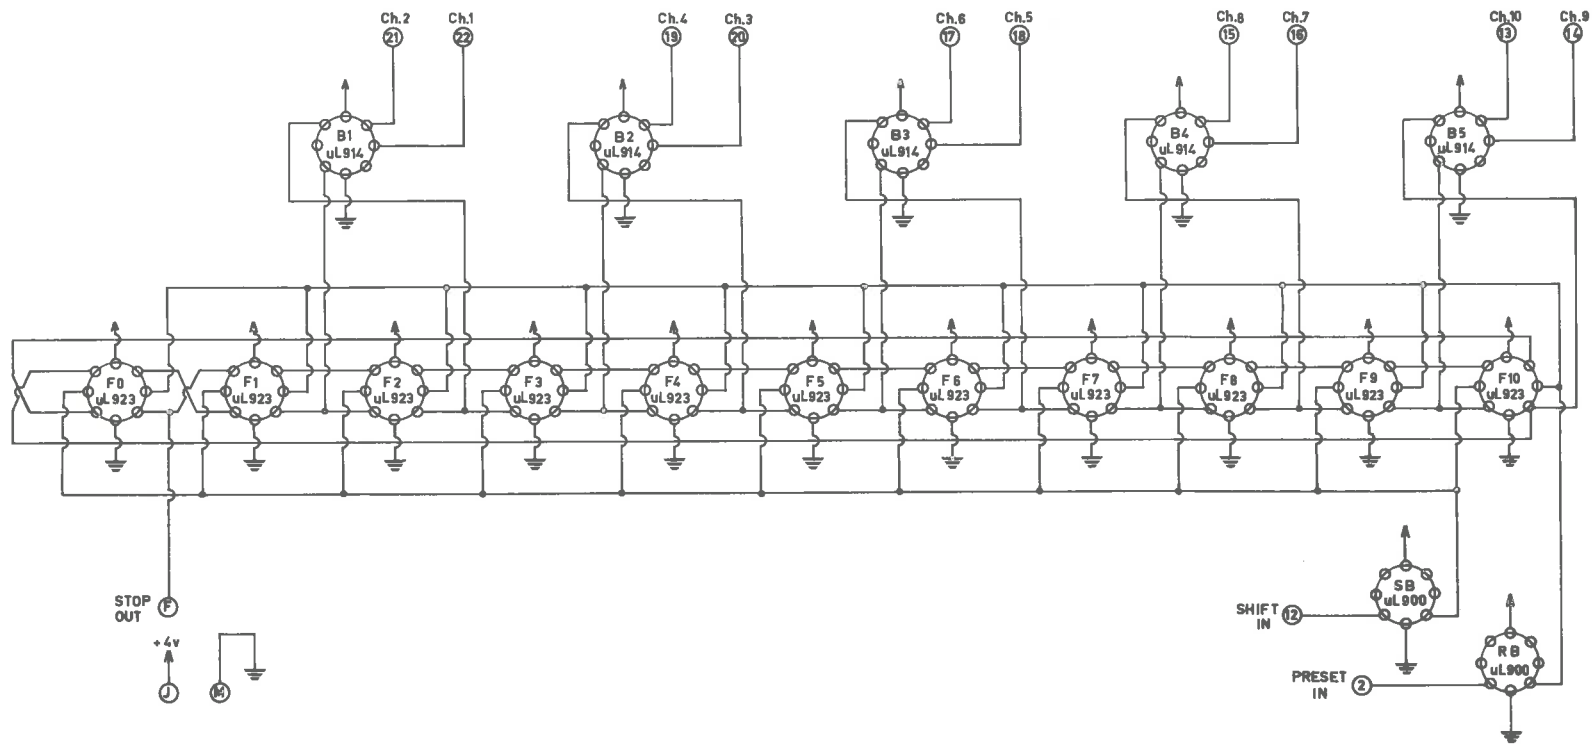 Ch.2
Ch.1
Ch.4
Ch.3
Ch.6
Ch.5
Ch.8
Ch.7
Ch.10
Ch.9
21
22
19
20
17
18
15
16
13
14
B1
uL914
B2
uL914
B3
uL914
B4
uL914
B5
uL914
F0
uL923
F1
uL923
F2
uL923
F3
uL923
F4
uL923
F5
uL923
F6
uL923
F7
uL923
F8
uL923
F9
uL923
F10
uL923
SB
uL900
STOP
OUT
F
SHIFT
IN
12
+4v
RB
uL900
J
M
PRESET
IN
2